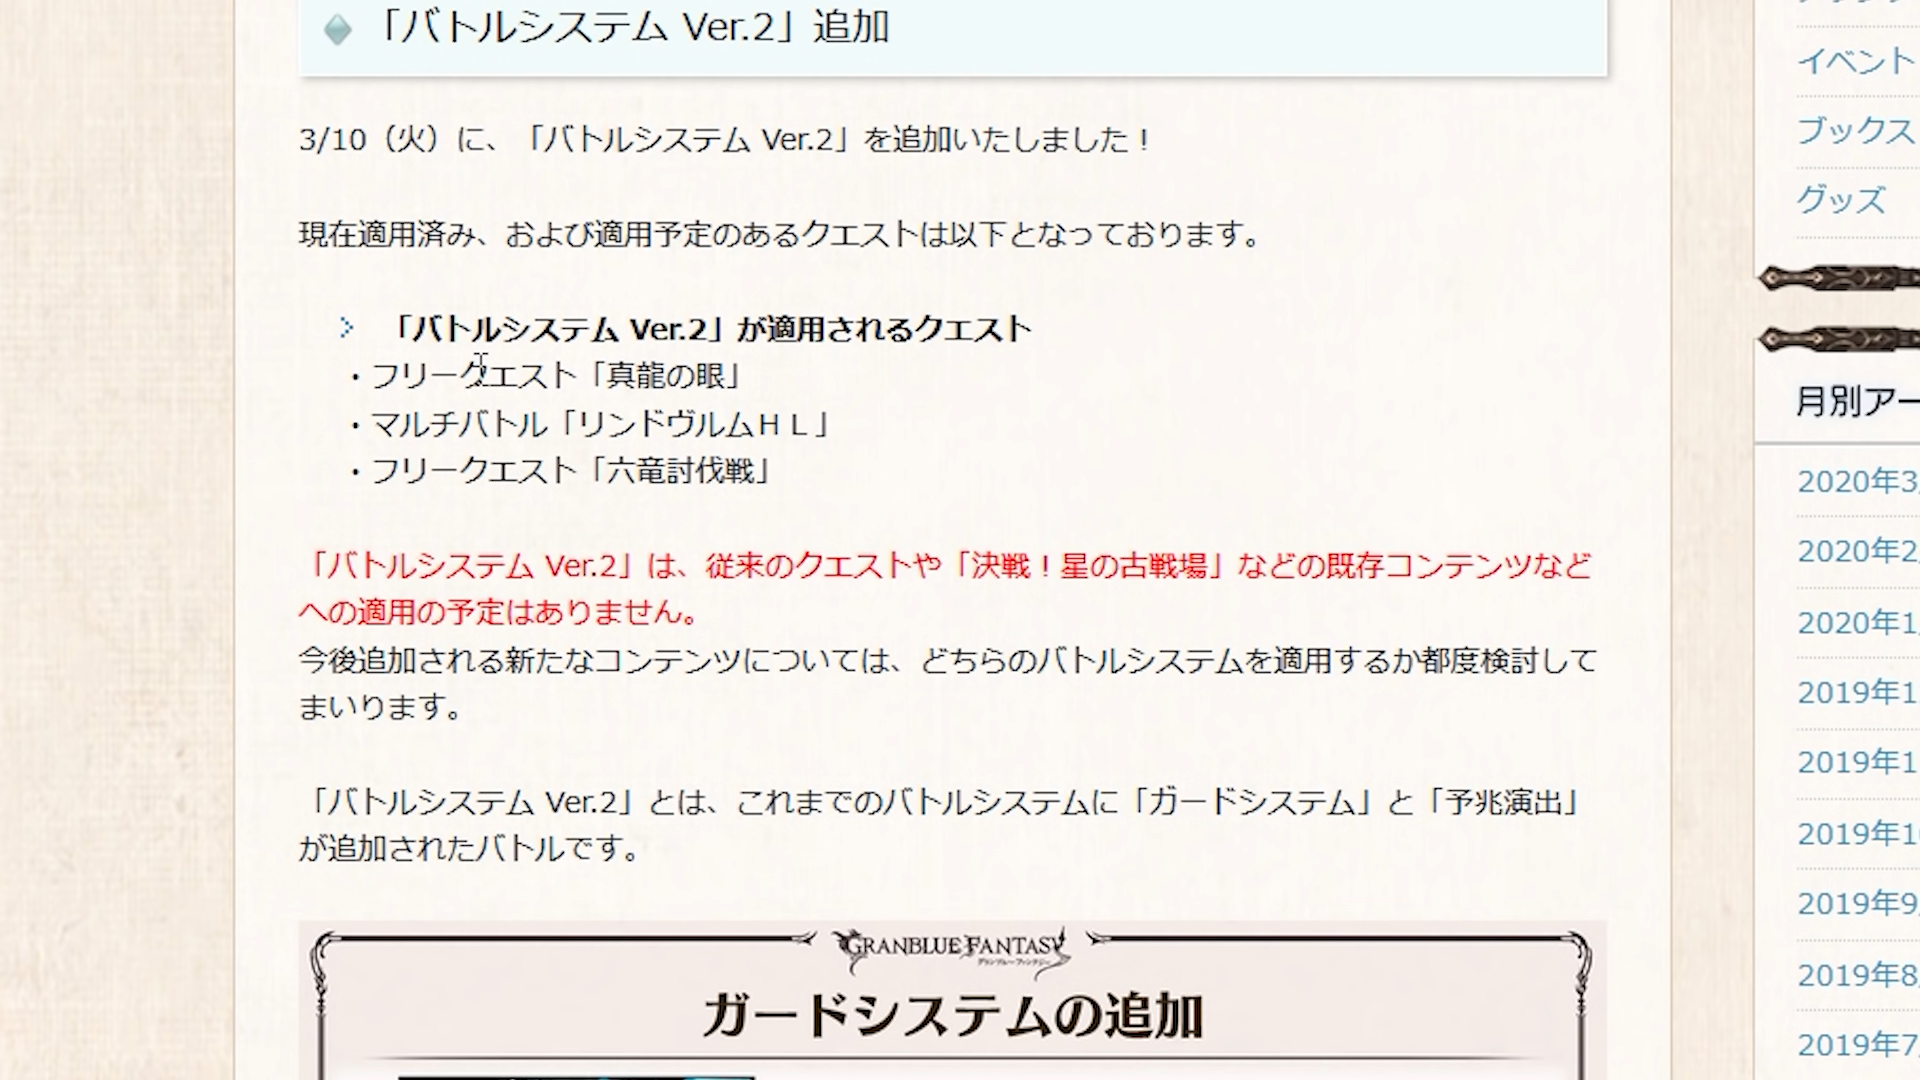 「バトルシステム Ver.2」追加
3/10（火）に、「バトルシステム Ver.2」を追加いたしました！
現在適用済み、および適用予定のあるクエストは以下となっております。
「バトルシステム Ver.2」が適用されるクエスト
・フリークエスト「真龍の眼」
・マルチバトル「リンドヴルムＨＬ」
・フリークエスト「六竜討伐戦」
「バトルシステム Ver.2」は、従来のクエストや「決戦！星の古戦場」などの既存コンテンツなど
への適用の予定はありません。
今後追加される新たなコンテンツについては、どちらのバトルシステムを適用するか都度検討して
まいります。
「バトルシステム Ver.2」とは、これまでのバトルシステムに「ガードシステム」と「予兆演出」
が追加されたバトルです。
GRANBLUE FANTASY
グランブルーファンタジー
ガードシステムの追加
イベント
ブックス
グッズ
月別アー
2020年3
2020年2
2020年1
2019年1
2019年1
2019年1
2019年9
2019年8
2019年7